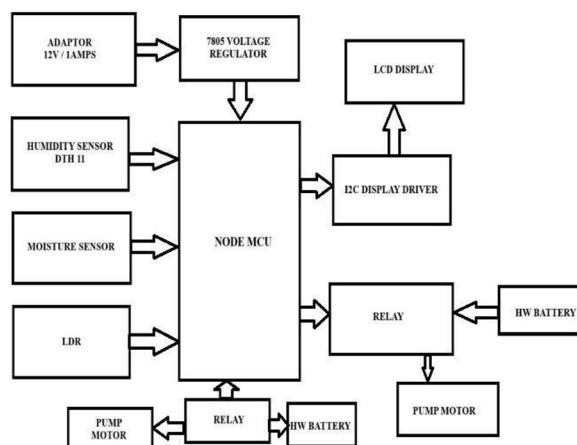 ADAPTOR
12V / 1AMPS
7805 VOLTAGE
REGULATOR
LCD DISPLAY
HUMIDITY SENSOR
DTH 11
I2C DISPLAY DRIVER
MOISTURE SENSOR
NODE MCU
LDR
RELAY
HW BATTERY
PUMP
MOTOR
RELAY
HW BATTERY
PUMP MOTOR